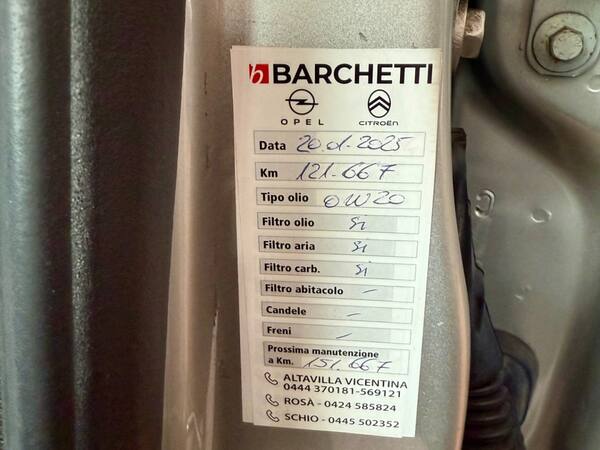 b BARCHETTI
OPEL CITROËN
Data 20.01.2025
Km 121.667
Tipo olio 0W20
Filtro olio si
Filtro aria si
Filtro carb. si
Filtro abitacolo -
Candele -
Freni -
Prossima manutenzione
a Km. 151.667
ALTAVILLA VICENTINA
0444 370181-569121
ROSÀ - 0424 585824
SCHIO - 0445 502352